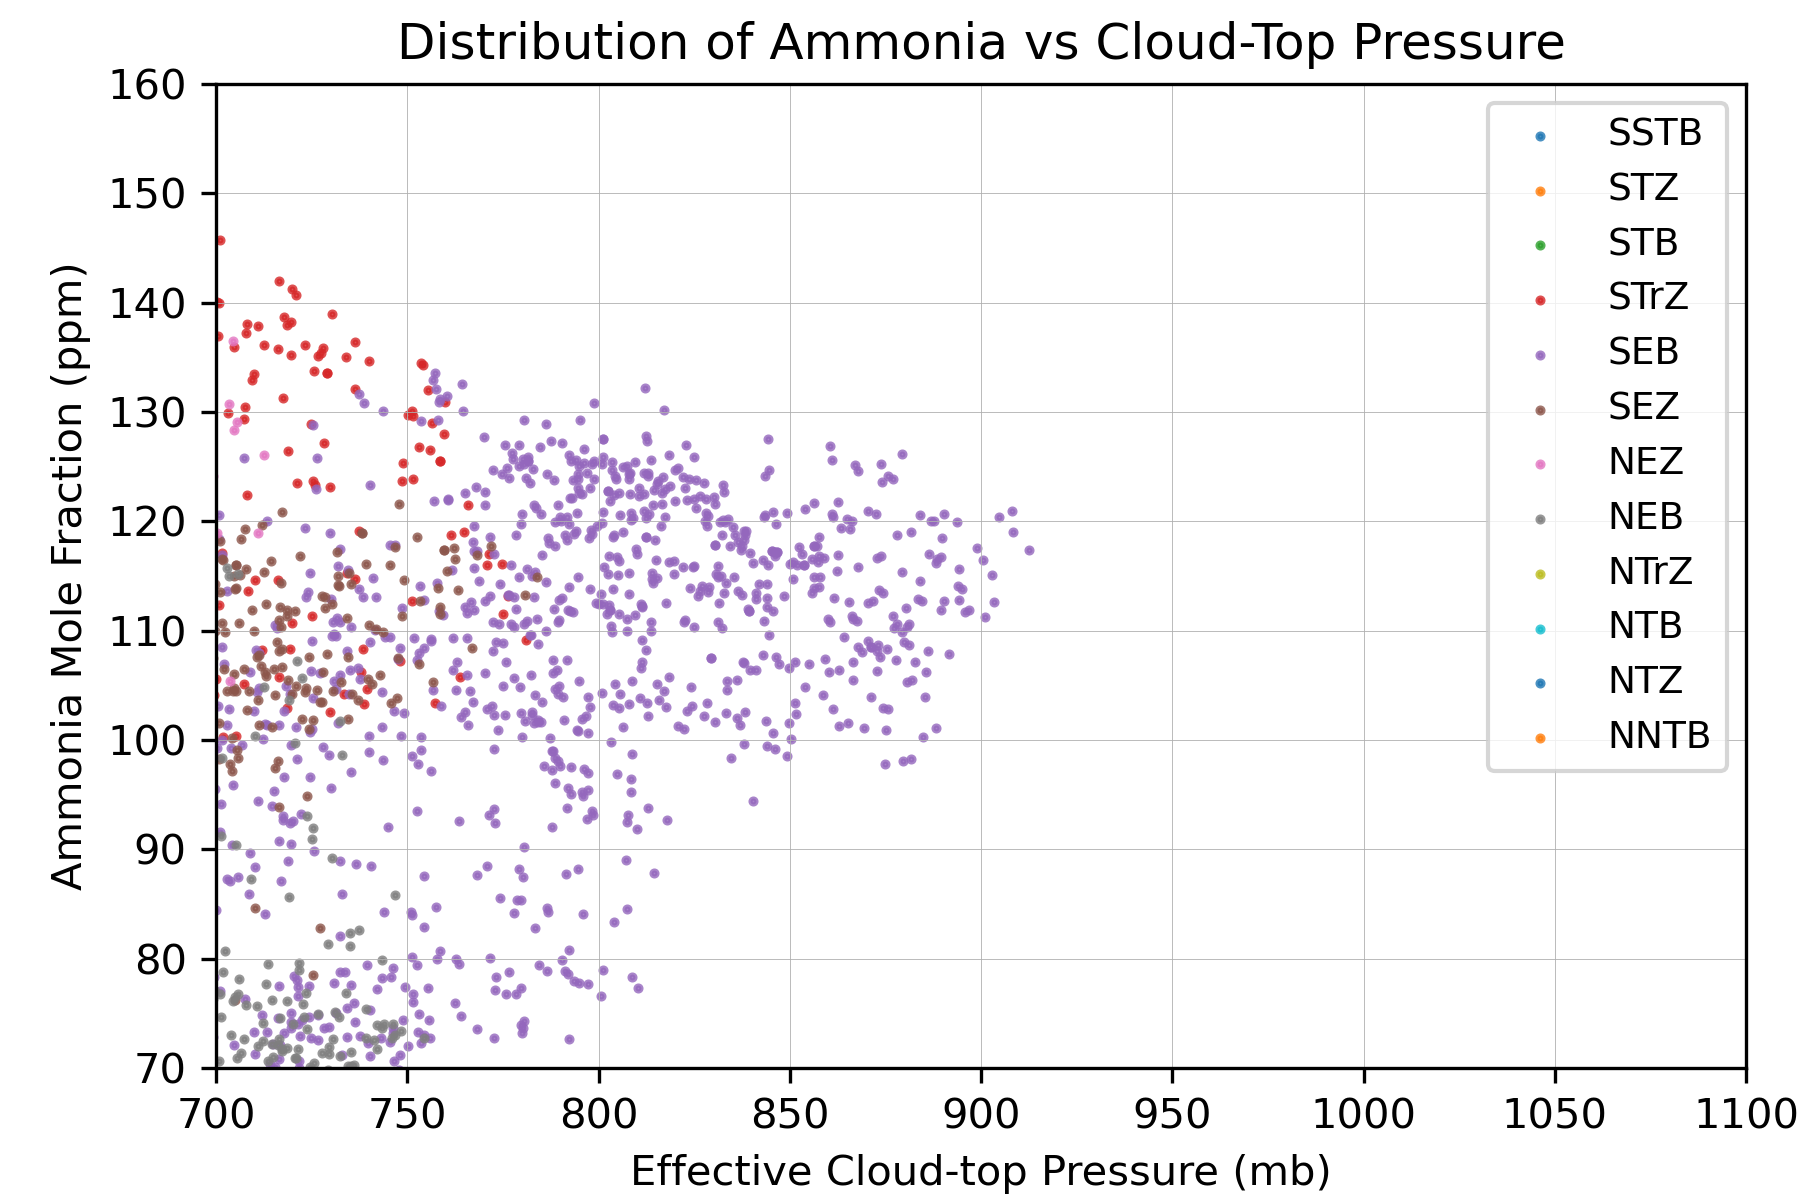 Distribution of Ammonia vs Cloud-Top Pressure
160
150
140
130
120
110
100
90
80
70
Ammonia Mole Fraction (ppm)
SSTB
STZ
STB
STrZ
SEB
SEZ
NEZ
NEB
NTrZ
NTB
NTZ
NNTB
700 750 800 850 900 950 1000 1050 1100
Effective Cloud-top Pressure (mb)